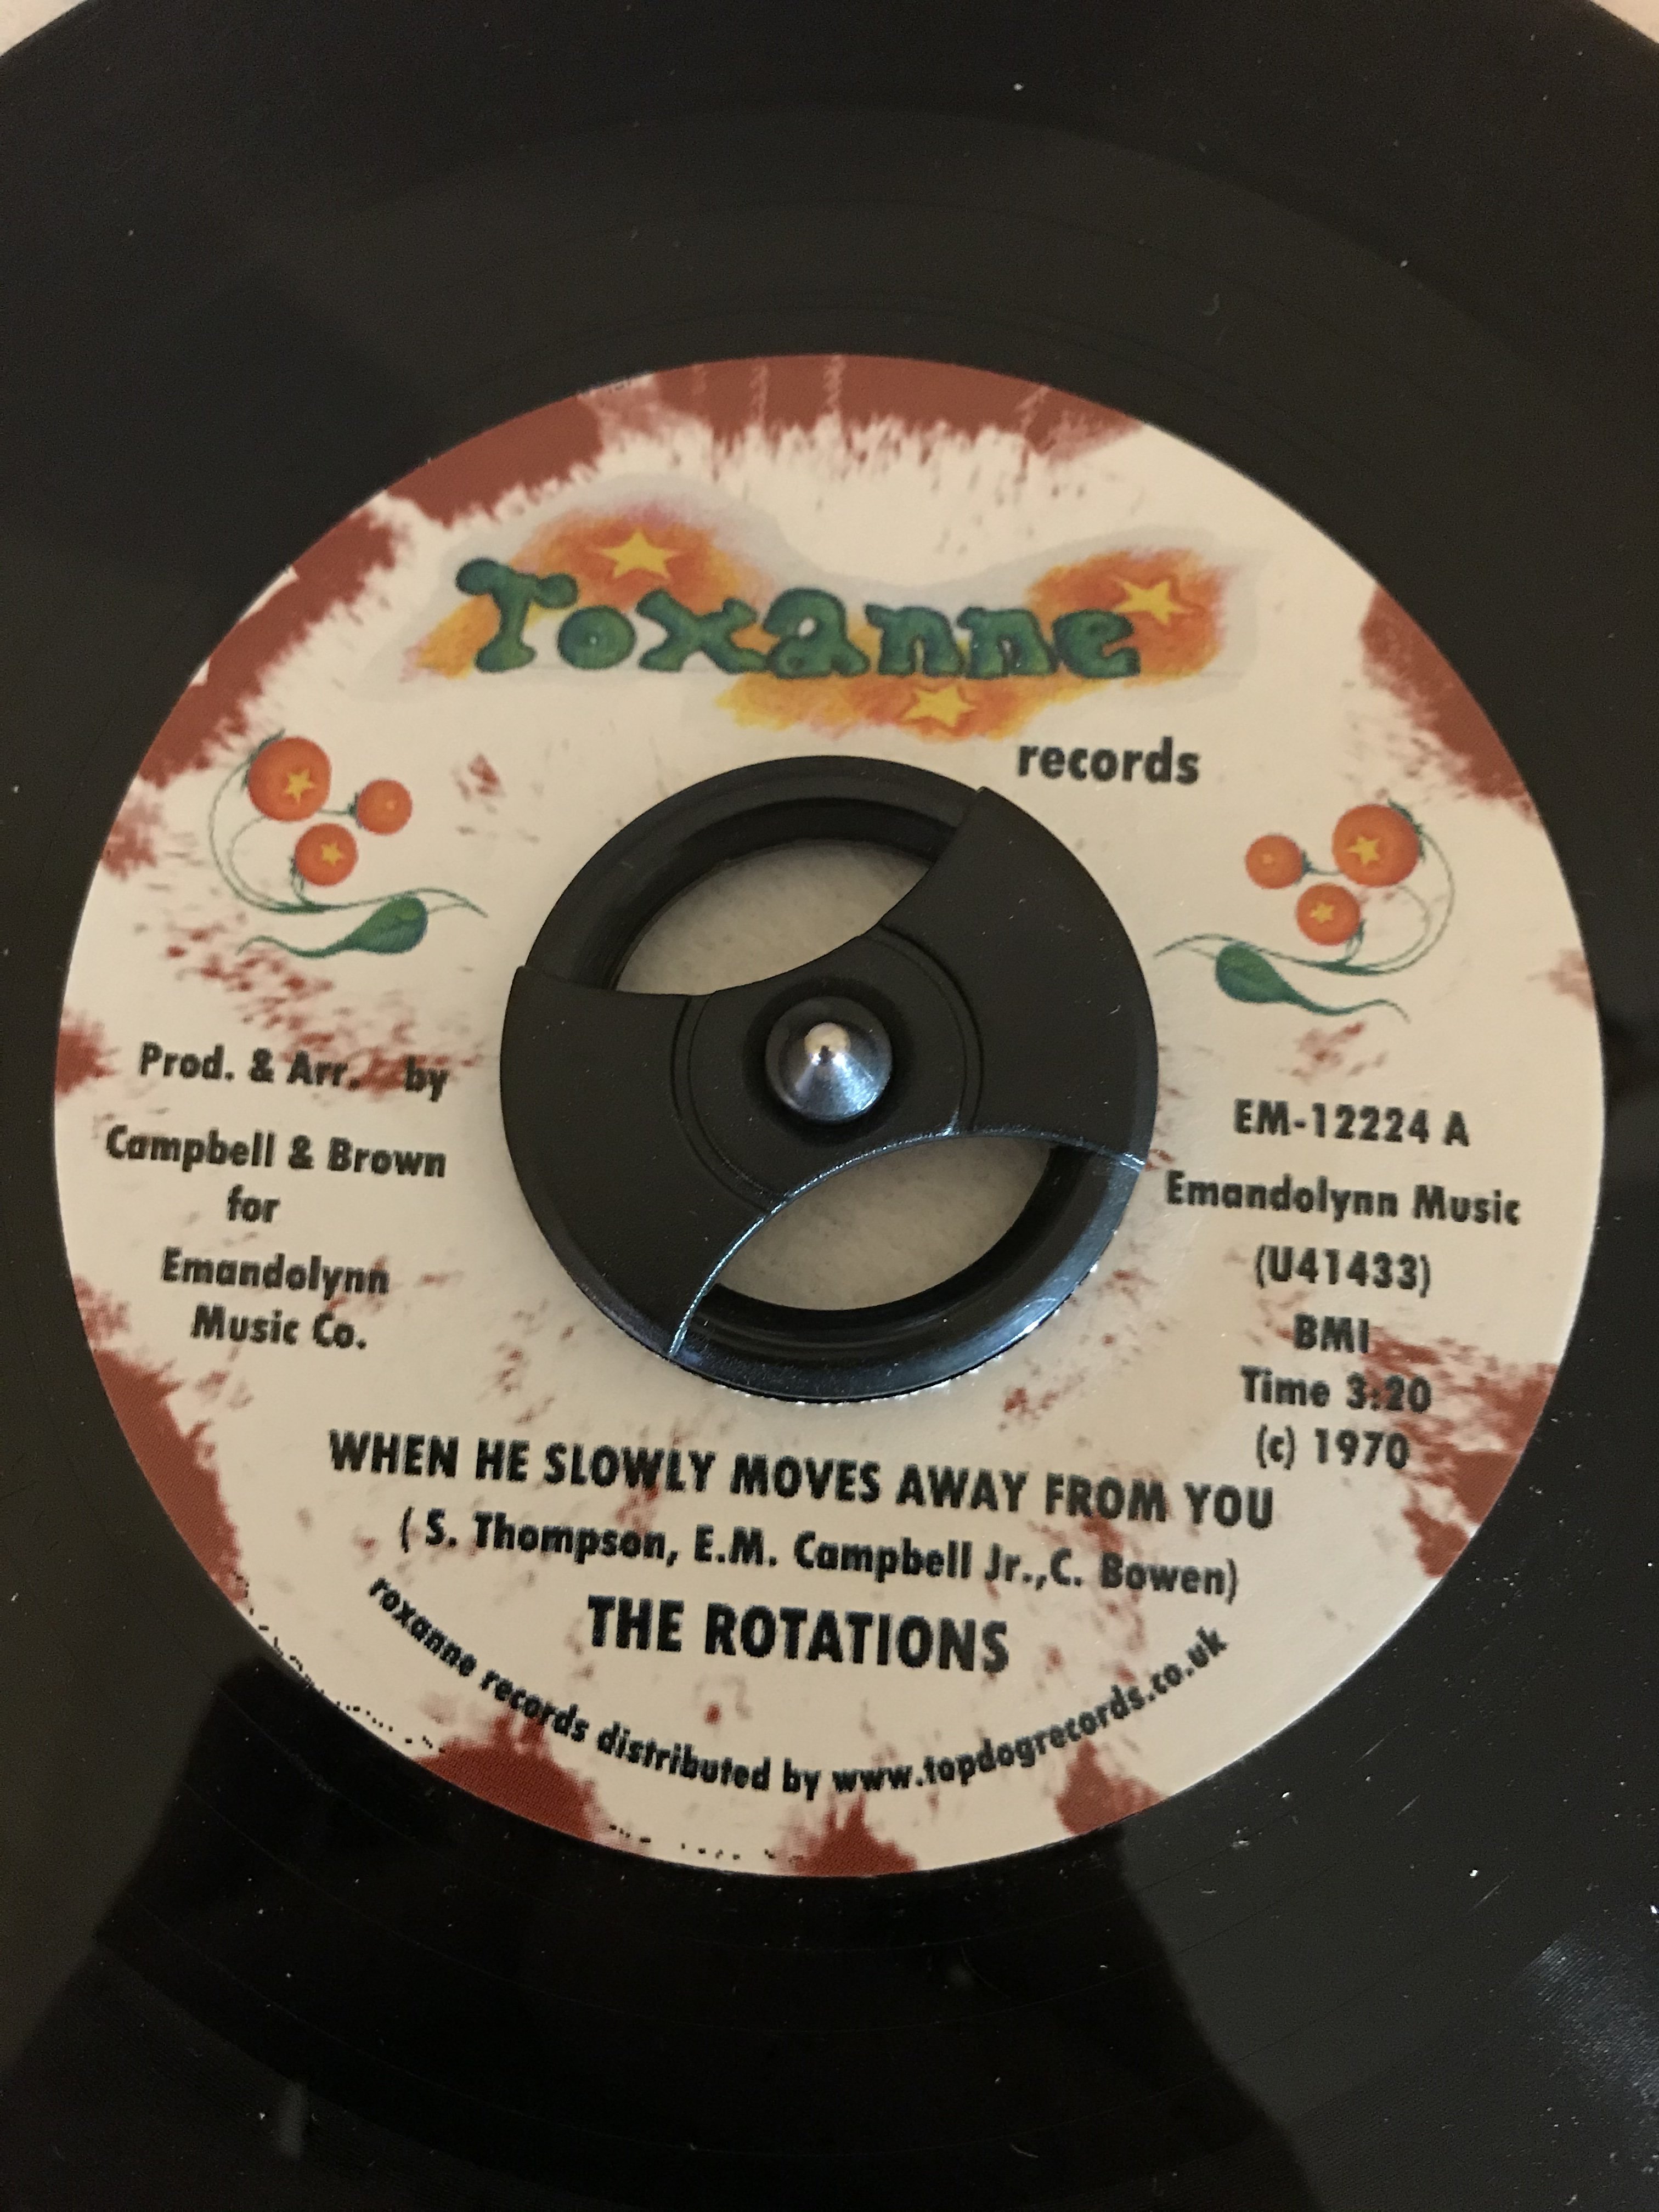 Toxanne
records
Prod. & Arr. by
Campbell & Brown
for
Emandolynn
Music Co.
EM-12224 A
Emandolynn Music
(U41433)
BMI
Time 3:20
(c) 1970
WHEN HE SLOWLY MOVES AWAY FROM YOU
( S. Thompson, E.M. Campbell Jr.,C. Bowen)
THE ROTATIONS
roxanne records distributed by www.topdogrecords.co.uk